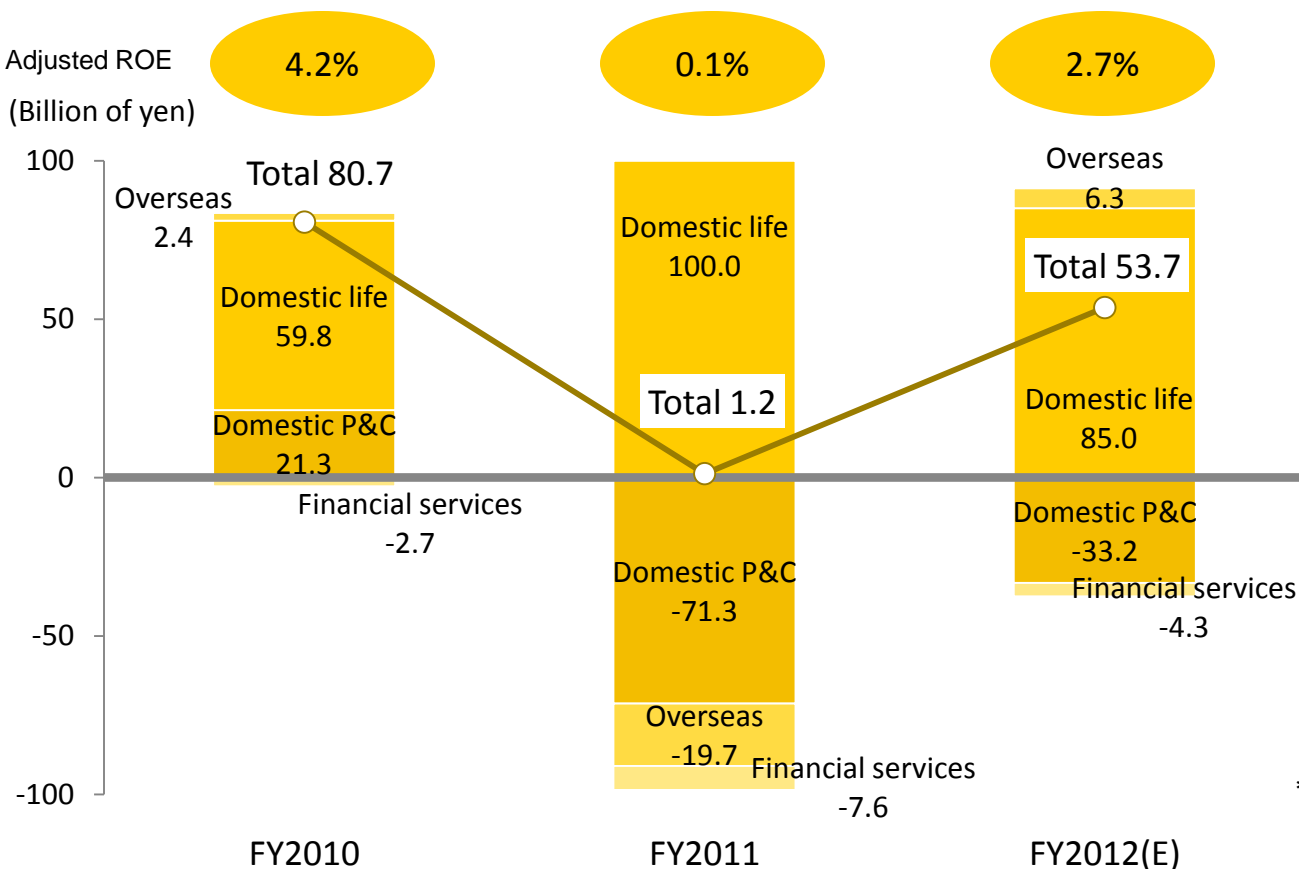 Adjusted ROE
4.2%
0.1%
2.7%
(Billion of yen)
100
50
0
-50
-100
Total 80.7
Overseas
2.4
Domestic life
59.8
Domestic P&C
21.3
Financial services
-2.7
Domestic life
100.0
Total 1.2
Domestic P&C
-71.3
Overseas
-19.7
Financial services
-7.6
Overseas
6.3
Total 53.7
Domestic life
85.0
Domestic P&C
-33.2
Financial services
-4.3
*
FY2010
FY2011
FY2012(E)